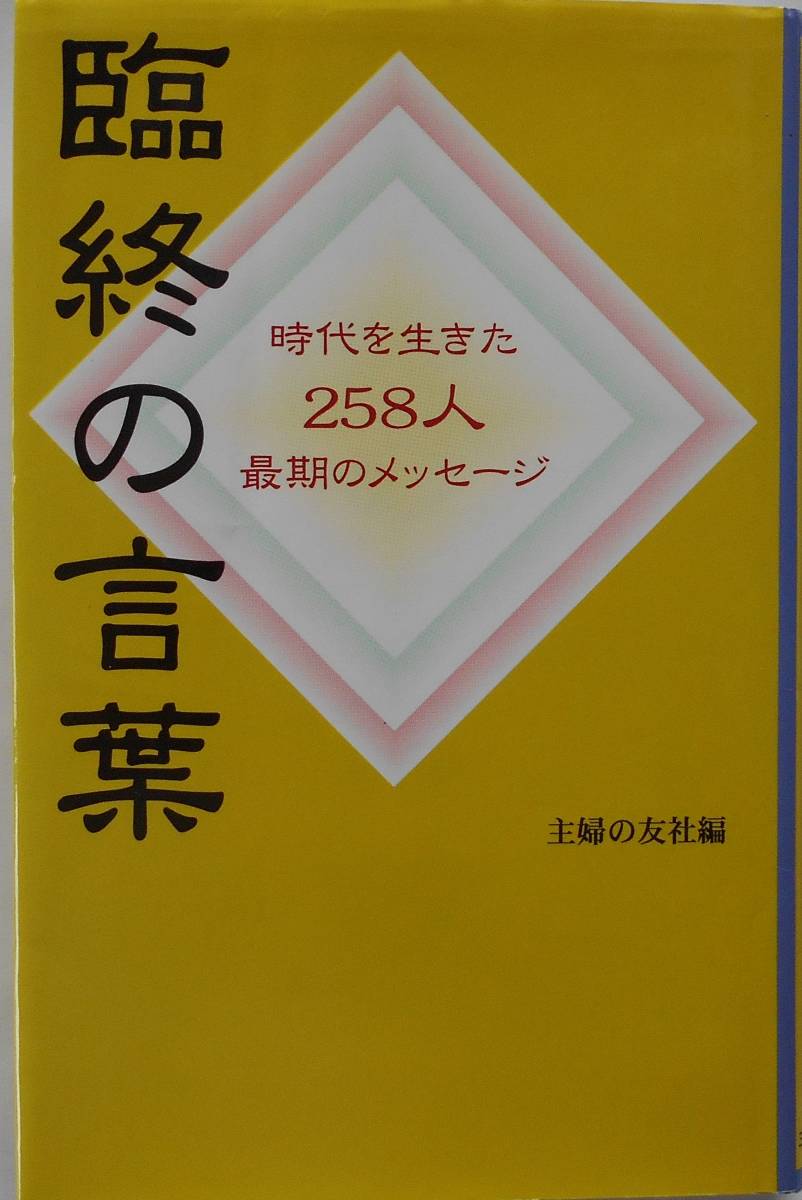 臨終の言葉
時代を生きた
258人
最期のメッセージ
主婦の友社編